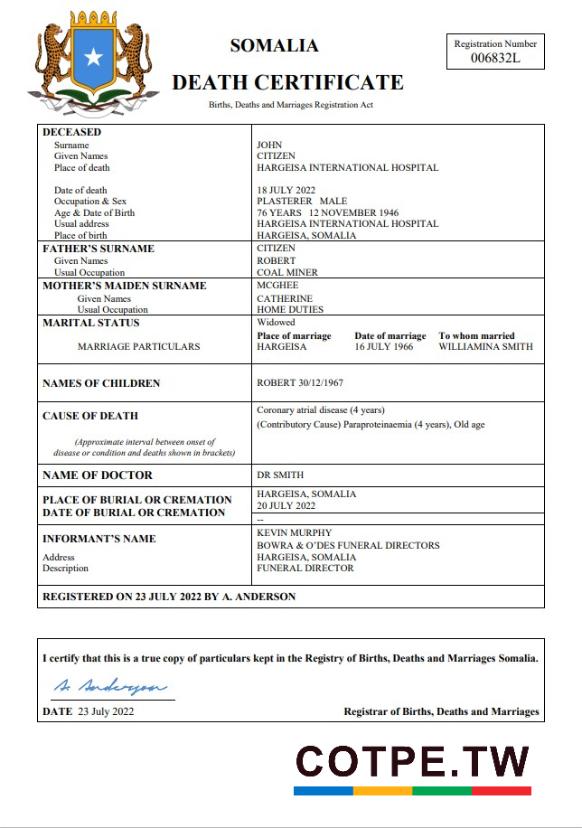 SOMALIA
DEATH CERTIFICATE
Births, Deaths and Marriages Registration Act
Registration Number
006832L
DECEASED
Surname JOHN
Given Names CITIZEN
Place of death HARGEISA INTERNATIONAL HOSPITAL
Date of death 18 JULY 2022
Occupation & Sex PLASTERER MALE
Age & Date of Birth 76 YEARS 12 NOVEMBER 1946
Usual address HARGEISA INTERNATIONAL HOSPITAL
Place of birth HARGEISA, SOMALIA
FATHER'S SURNAME CITIZEN
Given Names ROBERT
Usual Occupation COAL MINER
MOTHER'S MAIDEN SURNAME MCGHEE
Given Names CATHERINE
Usual Occupation HOME DUTIES
MARITAL STATUS Widowed
Place of marriage Date of marriage To whom married
MARRIAGE PARTICULARS HARGEISA 16 JULY 1966 WILLIAMINA SMITH
NAMES OF CHILDREN ROBERT 30/12/1967
CAUSE OF DEATH Coronary atrial disease (4 years)
(Contributory Cause) Paraproteinaemia (4 years), Old age
(Approximate interval between onset of
disease or condition and deaths shown in brackets)
NAME OF DOCTOR DR SMITH
PLACE OF BURIAL OR CREMATION HARGEISA, SOMALIA
DATE OF BURIAL OR CREMATION 20 JULY 2022
--
INFORMANT'S NAME KEVIN MURPHY
BOWRA & O'DES FUNERAL DIRECTORS
Address HARGEISA, SOMALIA
Description FUNERAL DIRECTOR
REGISTERED ON 23 JULY 2022 BY A. ANDERSON
I certify that this is a true copy of particulars kept in the Registry of Births, Deaths and Marriages Somalia.
A. Anderson
DATE 23 July 2022 Registrar of Births, Deaths and Marriages
COTPE.TW